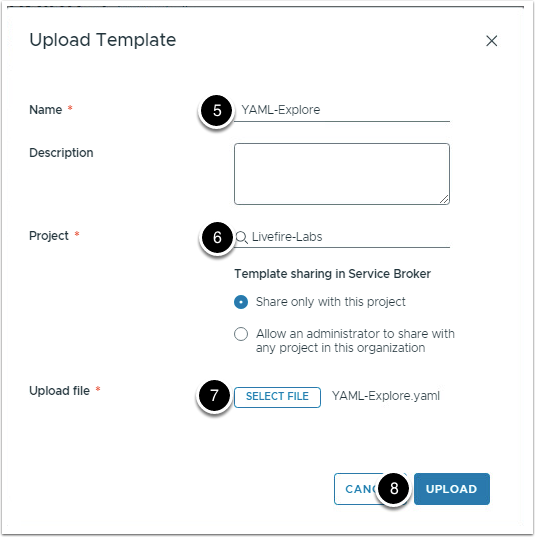 Upload Template
Name *
5
YAML-Explore
Description
Project *
6
Livefire-Labs
Template sharing in Service Broker
Share only with this project
Allow an administrator to share with
any project in this organization
Upload file *
7
SELECT FILE
YAML-Explore.yaml
8
UPLOAD